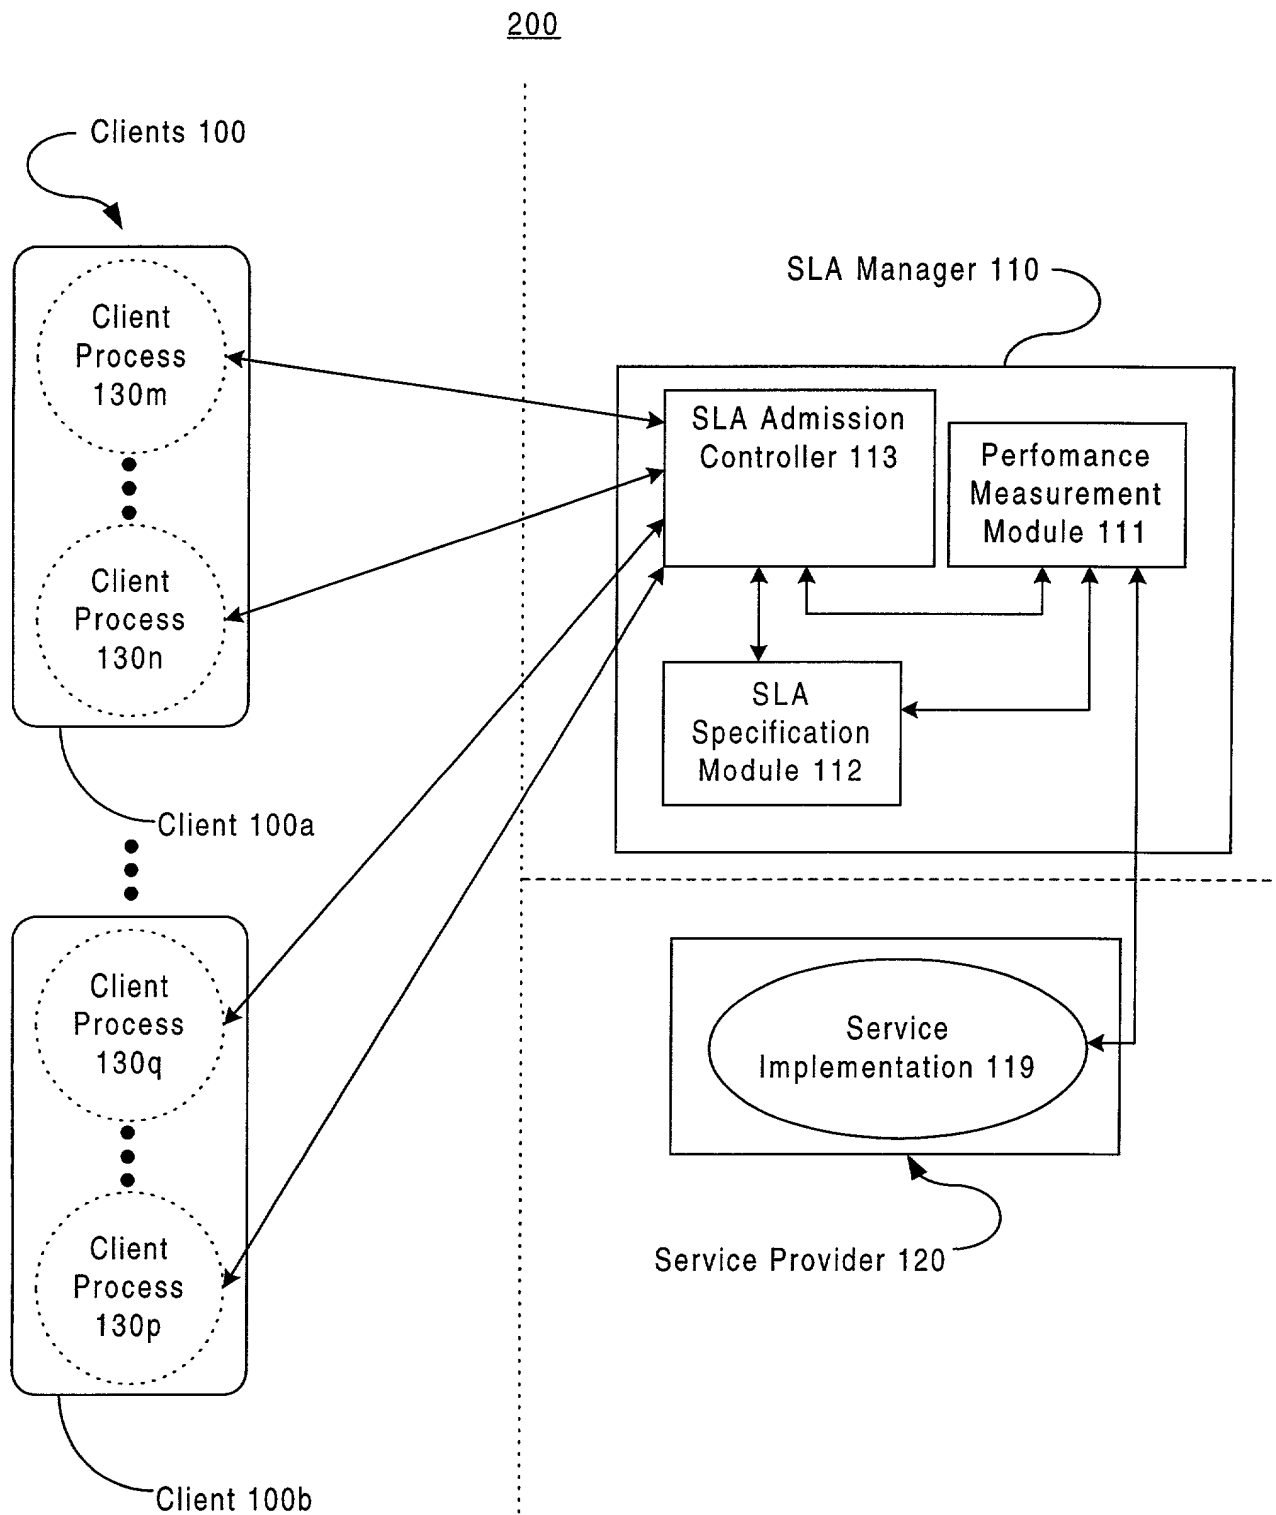 200
Clients 100
Client
Process
130m
Client
Process
130n
Client 100a
Client
Process
130q
Client
Process
130p
Client 100b
SLA Manager 110
SLA Admission
Controller 113
Perfomance
Measurement
Module 111
SLA
Specification
Module 112
Service
Implementation 119
Service Provider 120